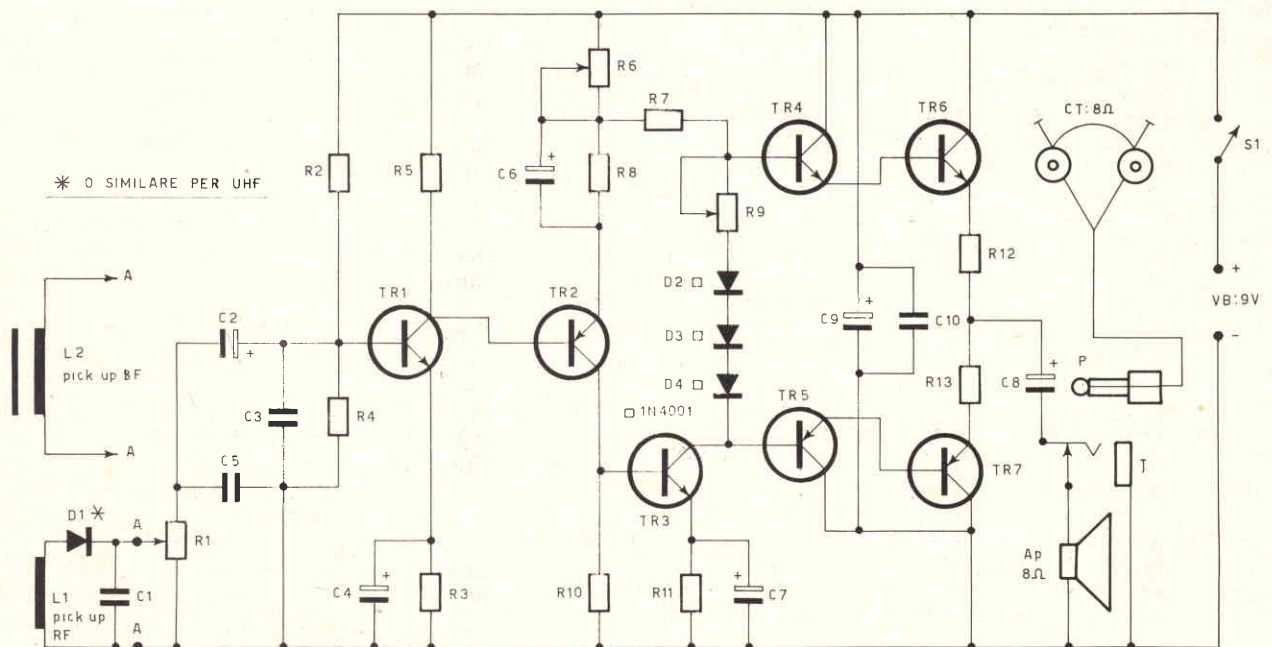 R6
R7
TR4
TR6
CT:8Ω
S1
R2
R5
C6
+
R8
* O SIMILARE PER UHF
R9
R12
A
D2 □
+
TR1
TR2
C9
+
C10
VB:9V
C2
+
D3 □
-
L2
pick up BF
R13
C8
+
P
D4 □
C3
R4
TR5
□ 1N4001
A
C5
TR7
J
D1 *
A
R1
TR3
Ap
8Ω
C4
+
R3
R10
R11
+
C7
L1
pick up
RF
C1
A